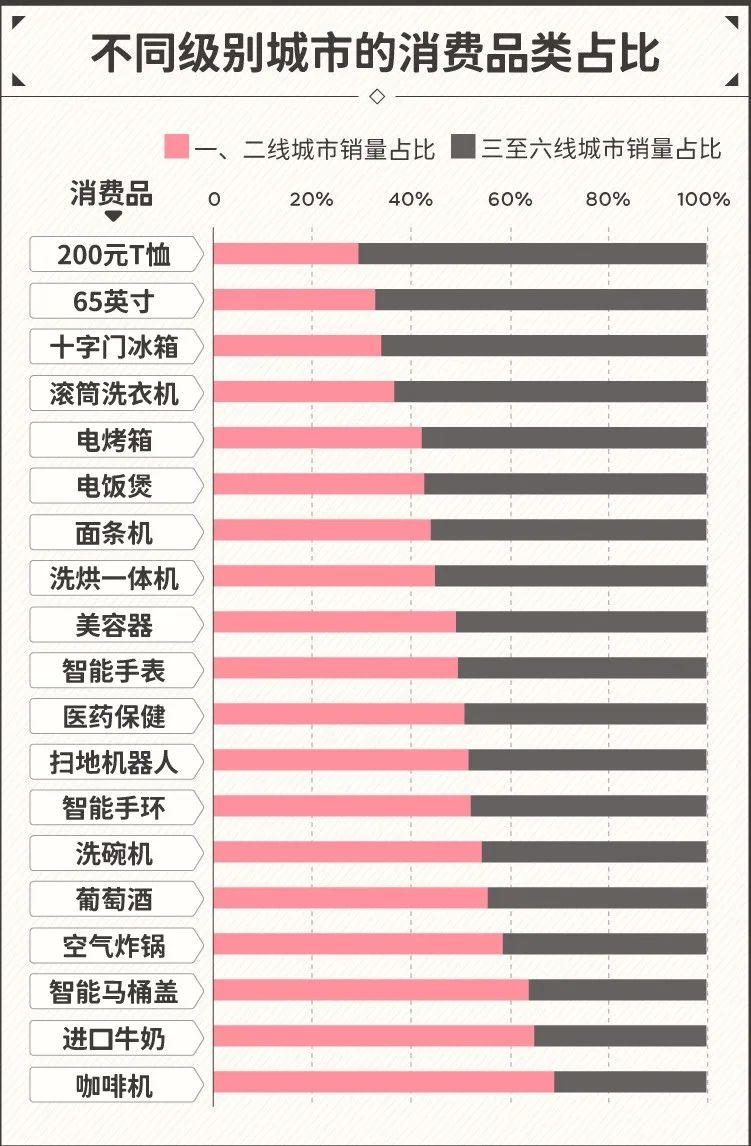 不同级别城市的消费品类占比
一、二线城市销量占比 三至六线城市销量占比
消费品 0 20% 40% 60% 80% 100%
200元T恤
65英寸
十字门冰箱
滚筒洗衣机
电烤箱
电饭煲
面条机
洗烘一体机
美容器
智能手表
医药保健
扫地机器人
智能手环
洗碗机
葡萄酒
空气炸锅
智能马桶盖
进口牛奶
咖啡机